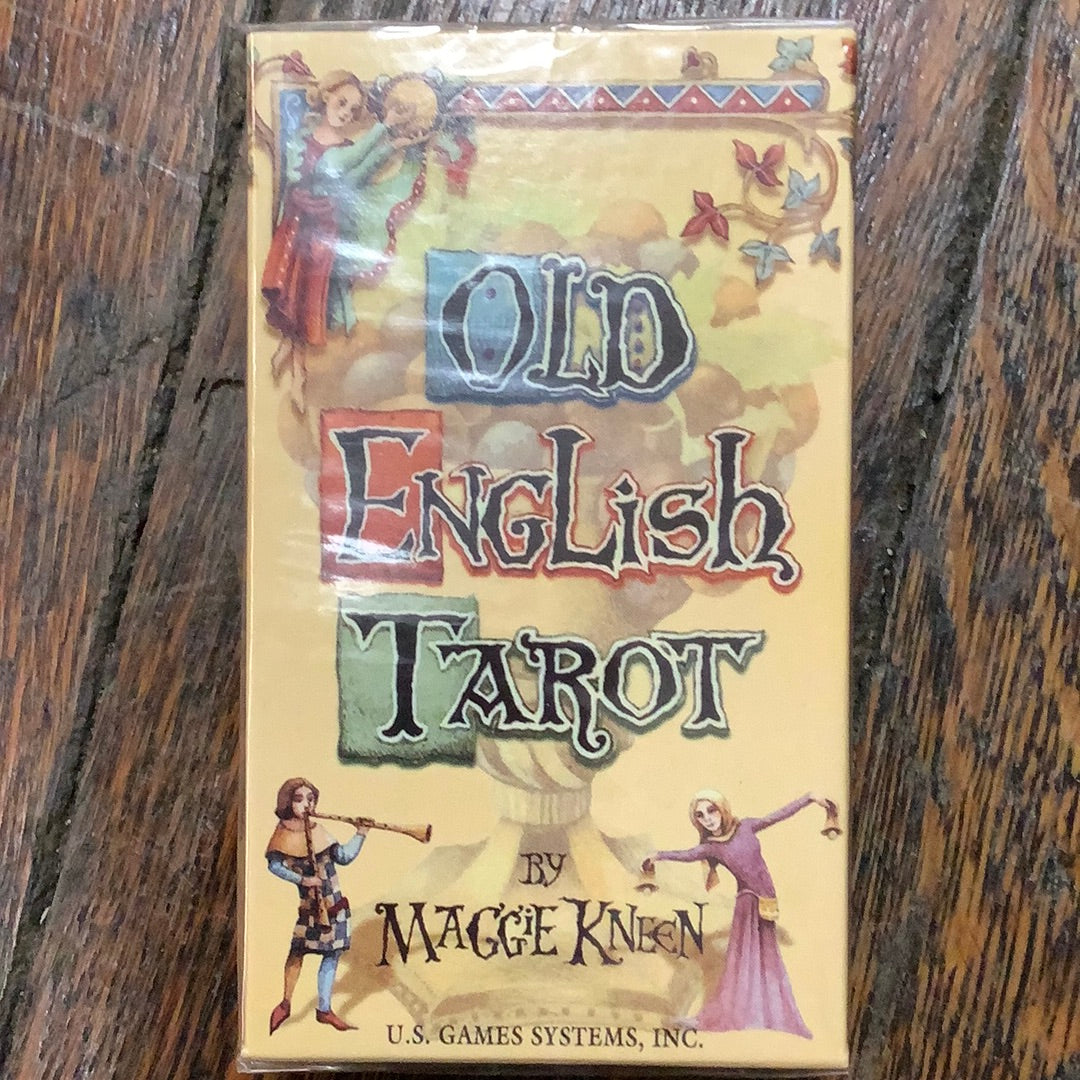 OLD
ENGLish
TAROT
BY
MAGGiE KNEEN
U.S. GAMES SYSTEMS, INC.